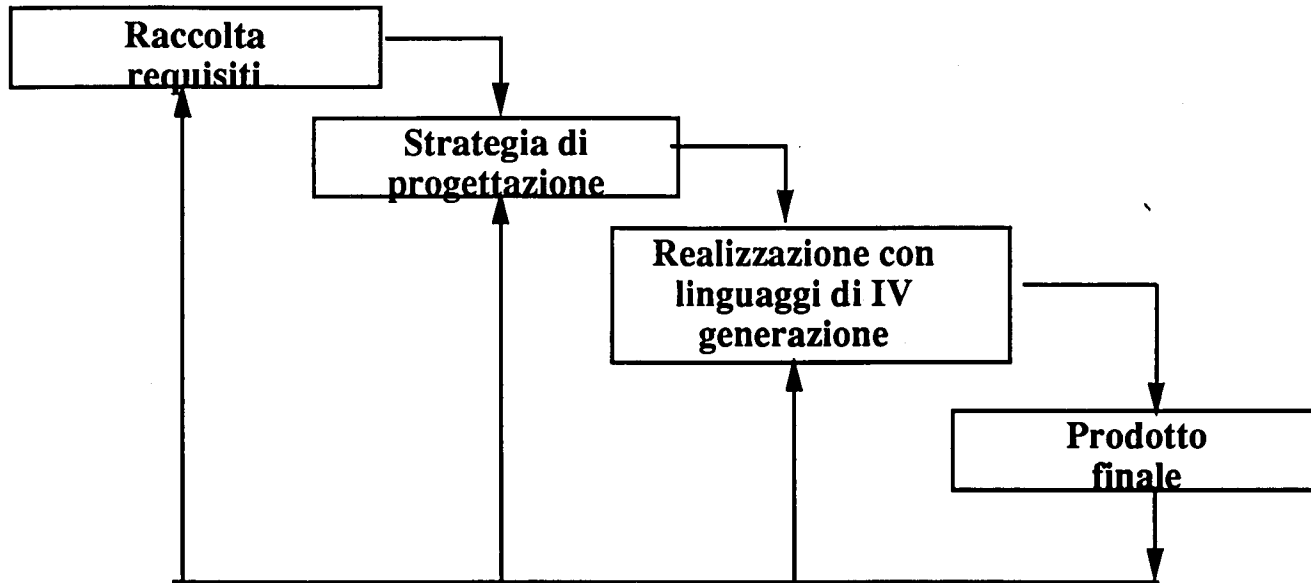 Raccolta
requisiti
Strategia di
progettazione
Realizzazione con
linguaggi di IV
generazione
Prodotto
finale